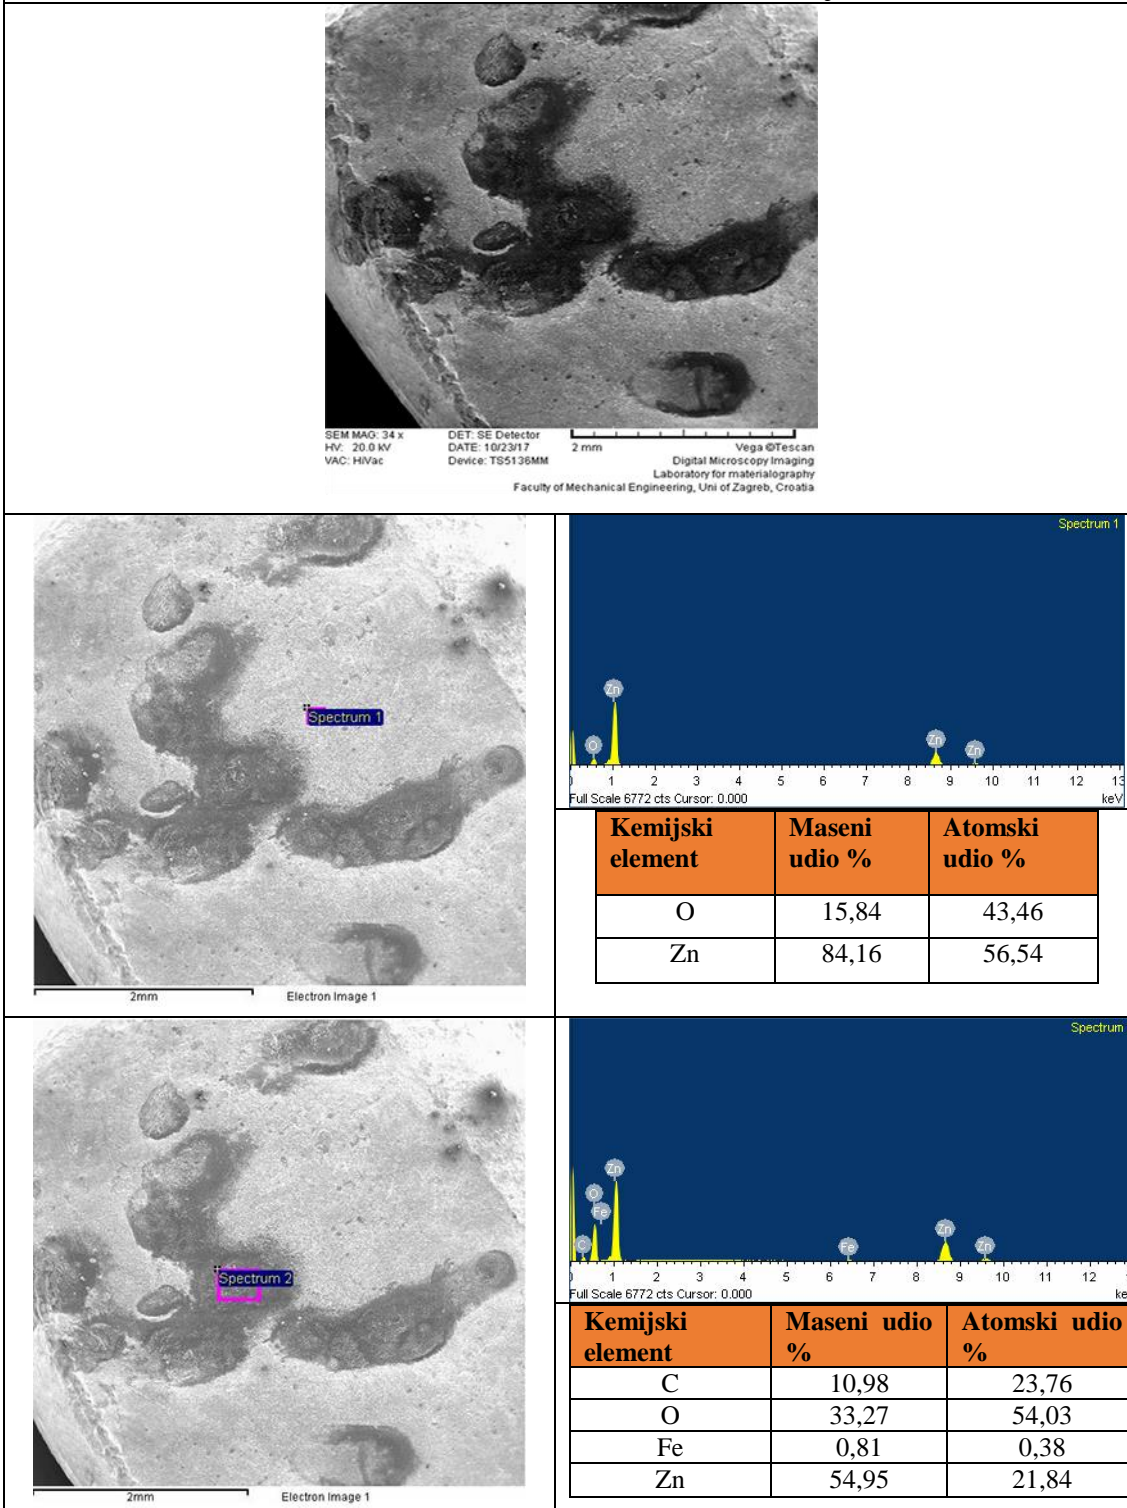 SEM MAG: 34 x DET: SE Detector
HV: 20.0 kV DATE: 10/23/17 2 mm Vega ©Tescan
VAC: HiVac Device: TS5136MM Digital Microscopy Imaging
Laboratory for materialography
Faculty of Mechanical Engineering, Uni of Zagreb, Croatia
Spectrum 1
2mm Electron Image 1
Spectrum 1
Zn
O
Zn
Zn
1 2 3 4 5 6 7 8 9 10 11 12 13
Full Scale 6772 cts Cursor: 0.000 keV
Kemijski element Maseni udio % Atomski udio %
O 15,84 43,46
Zn 84,16 56,54
Spectrum 2
2mm Electron Image 1
Spectrum
Zn
O
Fe
C
Fe
Zn
Zn
1 2 3 4 5 6 7 8 9 10 11 12
Full Scale 6772 cts Cursor: 0.000 ke
Kemijski element Maseni udio % Atomski udio %
C 10,98 23,76
O 33,27 54,03
Fe 0,81 0,38
Zn 54,95 21,84